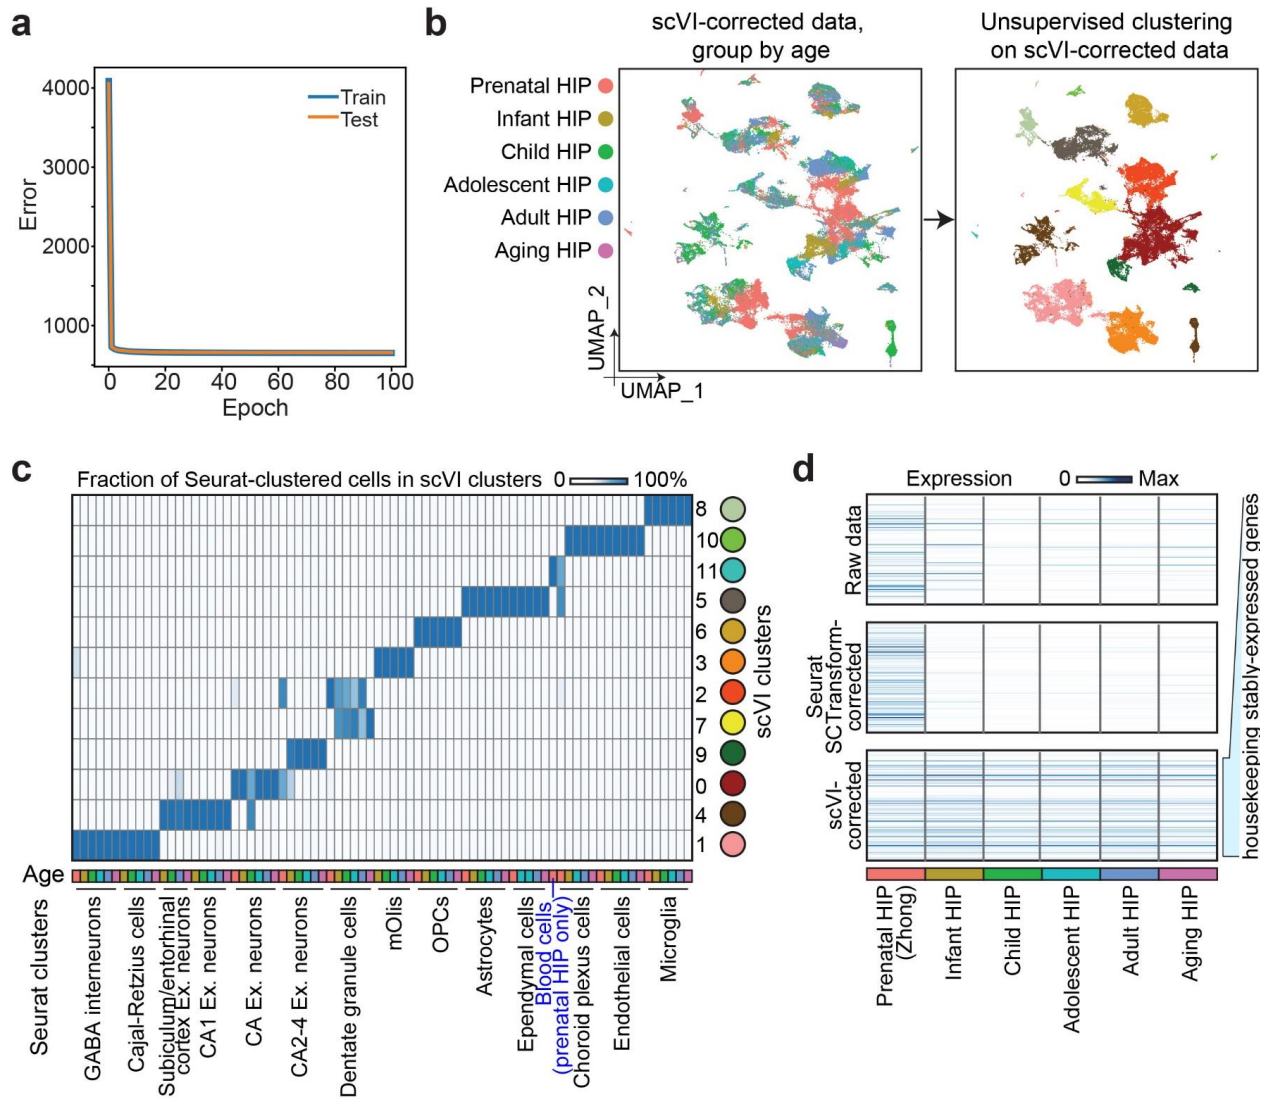 a
4000
3000
2000
1000
Error
Train
Test
0 20 40 60 80 100
Epoch
b
scVI-corrected data,
group by age
Unsupervised clustering
on scVI-corrected data
Prenatal HIP
Infant HIP
Child HIP
Adolescent HIP
Adult HIP
Aging HIP
UMAP_2
UMAP_1
c
Fraction of Seurat-clustered cells in scVI clusters 0 100%
8
10
11
5
6
3
2
7
9
0
4
1
scVI clusters
Age
Seurat clusters
GABA interneurons
Cajal-Retzius cells
Subiculum/entorhinal
cortex Ex. neurons
CA1 Ex. neurons
CA Ex. neurons
CA2-4 Ex. neurons
Dentate granule cells
mOlis
OPCs
Astrocytes
Ependymal cells
Blood cells
(prenatal HIP only)
Choroid plexus cells
Endothelial cells
Microglia
d
Expression 0 Max
Raw data
Seurat
SCTransform-
corrected
scVI-
corrected
housekeeping stably-expressed genes
Prenatal HIP
(Zhong)
Infant HIP
Child HIP
Adolescent HIP
Adult HIP
Aging HIP